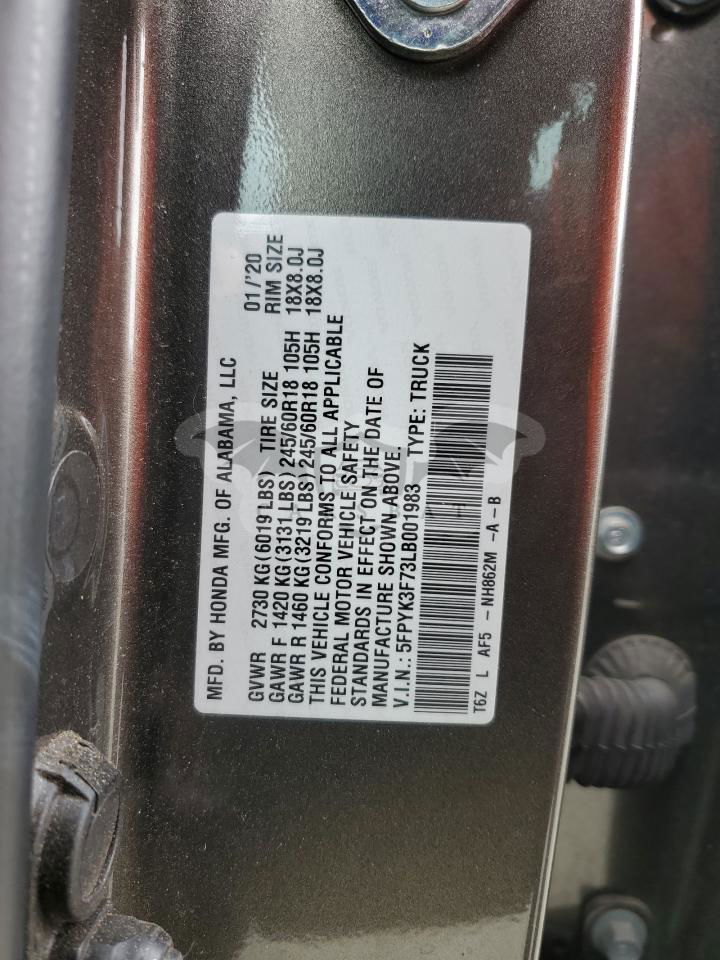 MFD. BY HONDA MFG. OF ALABAMA, LLC
01/'20
GVWR 2730 KG (6019 LBS) TIRE SIZE RIM SIZE
GAWR F 1420 KG (3131 LBS) 245/60R18 105H 18X8.0J
GAWR R 1460 KG (3219 LBS) 245/60R18 105H 18X8.0J
THIS VEHICLE CONFORMS TO ALL APPLICABLE
FEDERAL MOTOR VEHICLE SAFETY
STANDARDS IN EFFECT ON THE DATE OF
MANUFACTURE SHOWN ABOVE.
V.I.N.: 5FPYK3F73LB001983 TYPE: TRUCK
T6Z L AF5 - NH862M -A -B